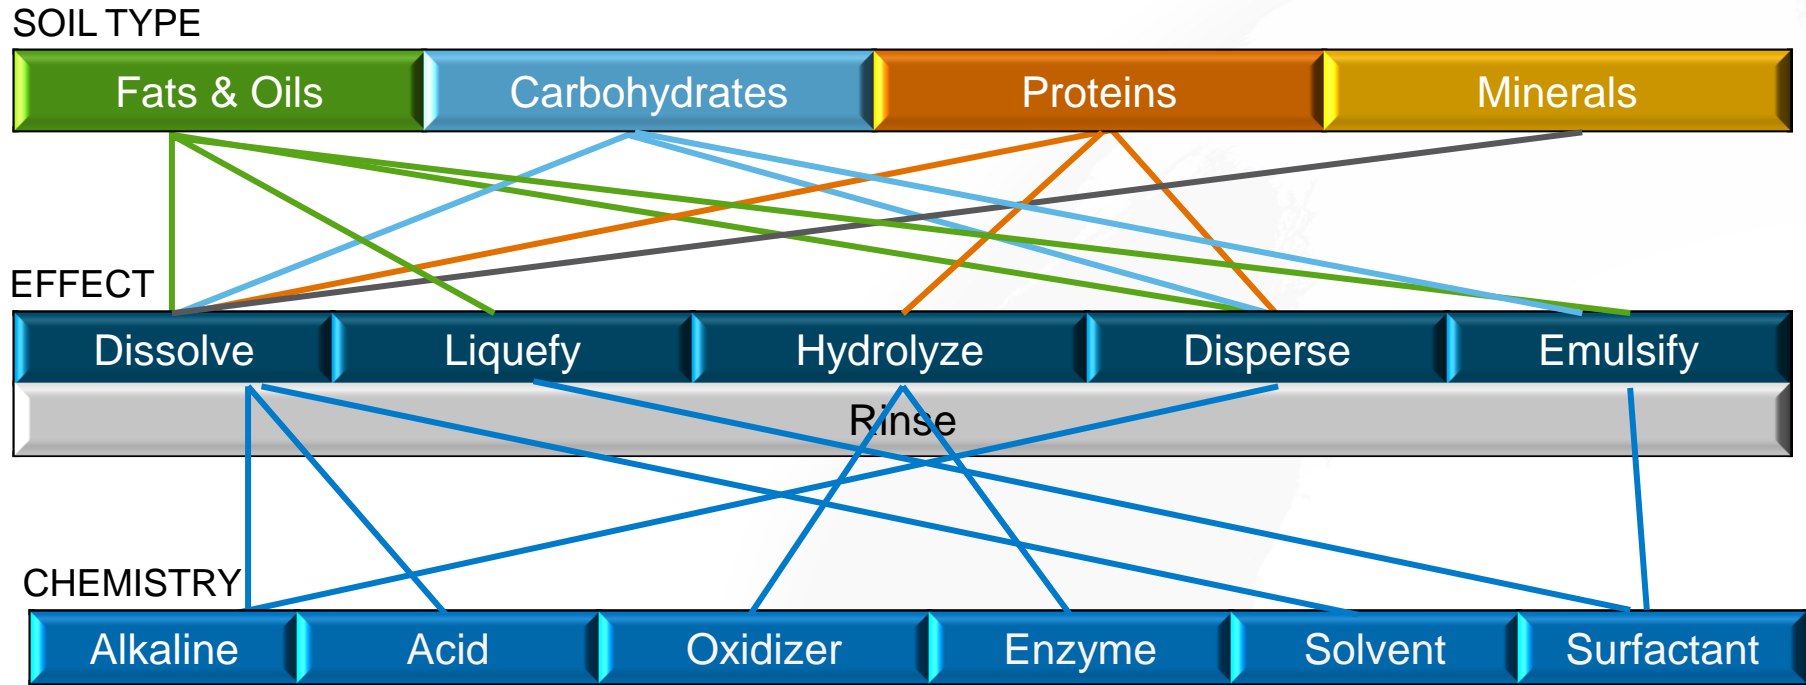 SOIL TYPE
Fats & Oils Carbohydrates Proteins Minerals
EFFECT
Dissolve Liquefy Hydrolyze Disperse Emulsify
Rinse
CHEMISTRY
Alkaline Acid Oxidizer Enzyme Solvent Surfactant